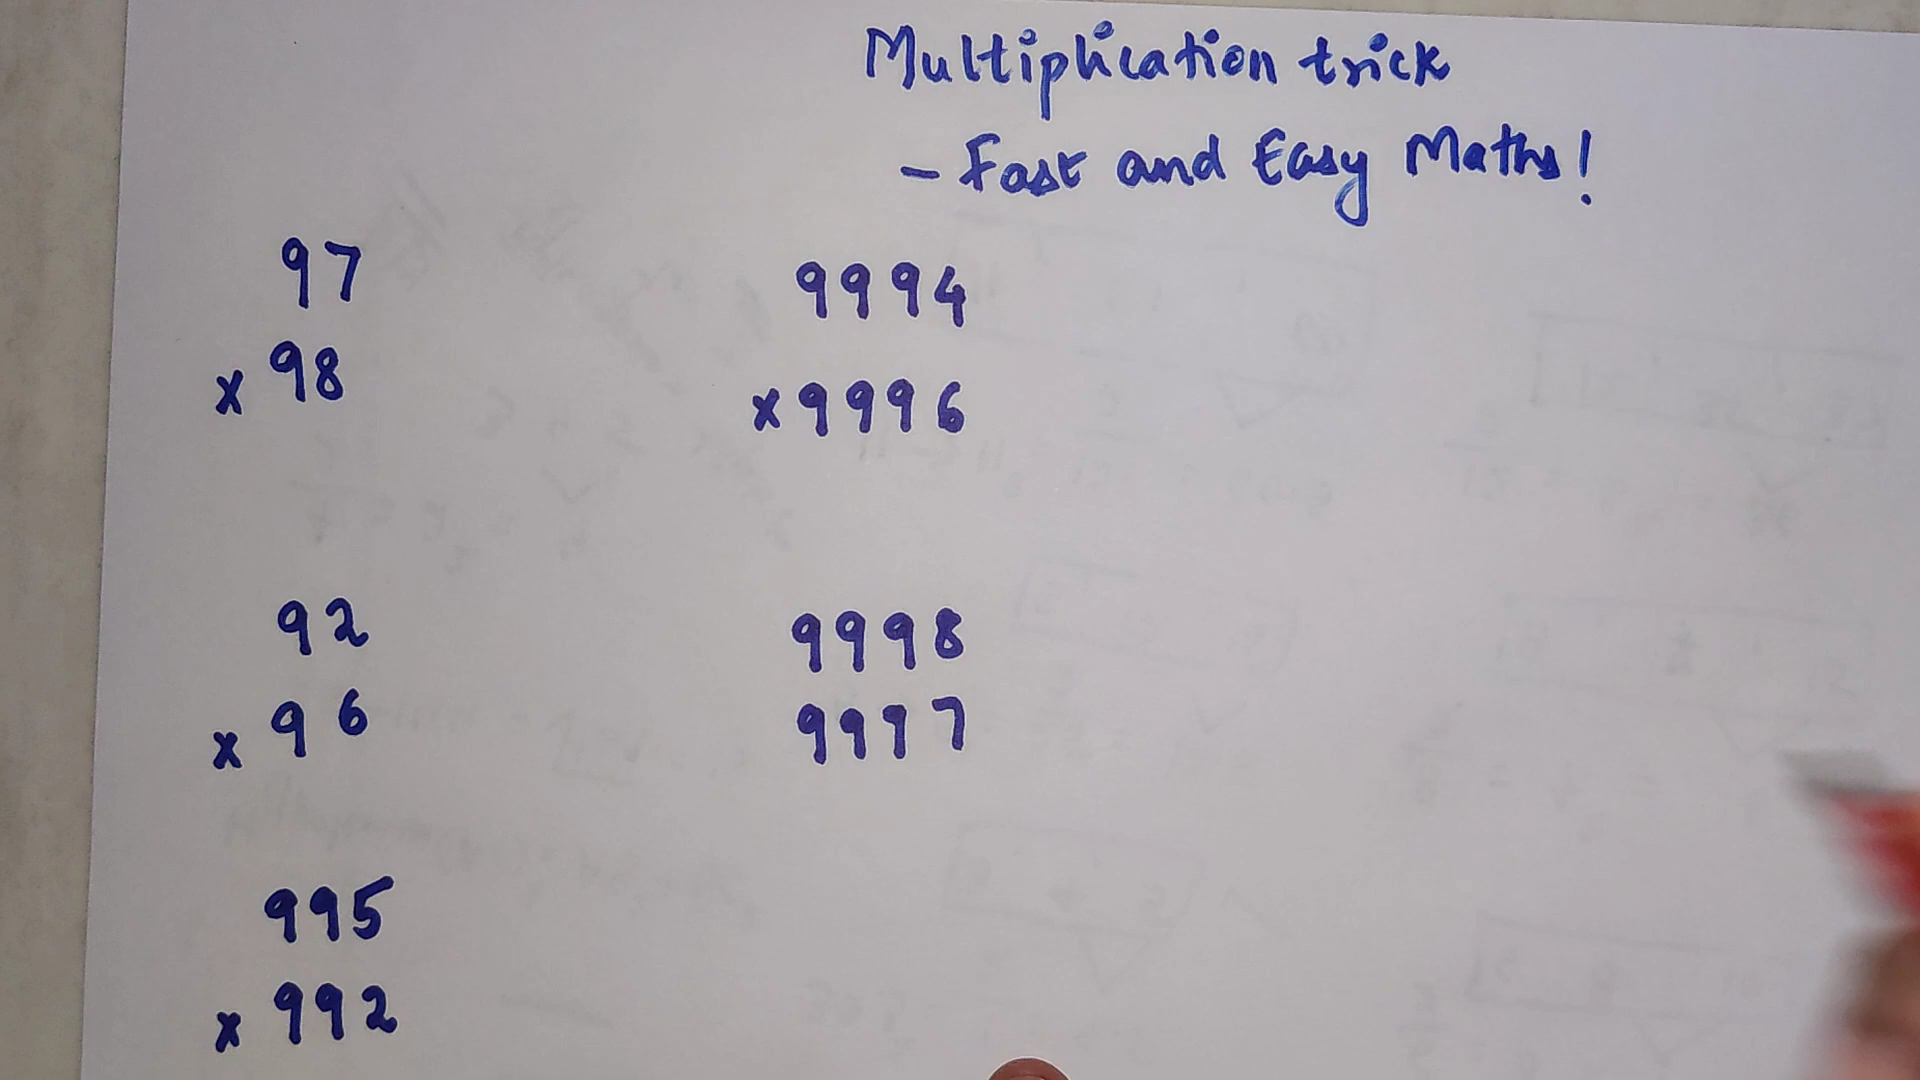 Multiplication trick
- Fast and Easy Maths!
97
x 98
9994
x 9996
92
x 96
9998
9997
995
x 992